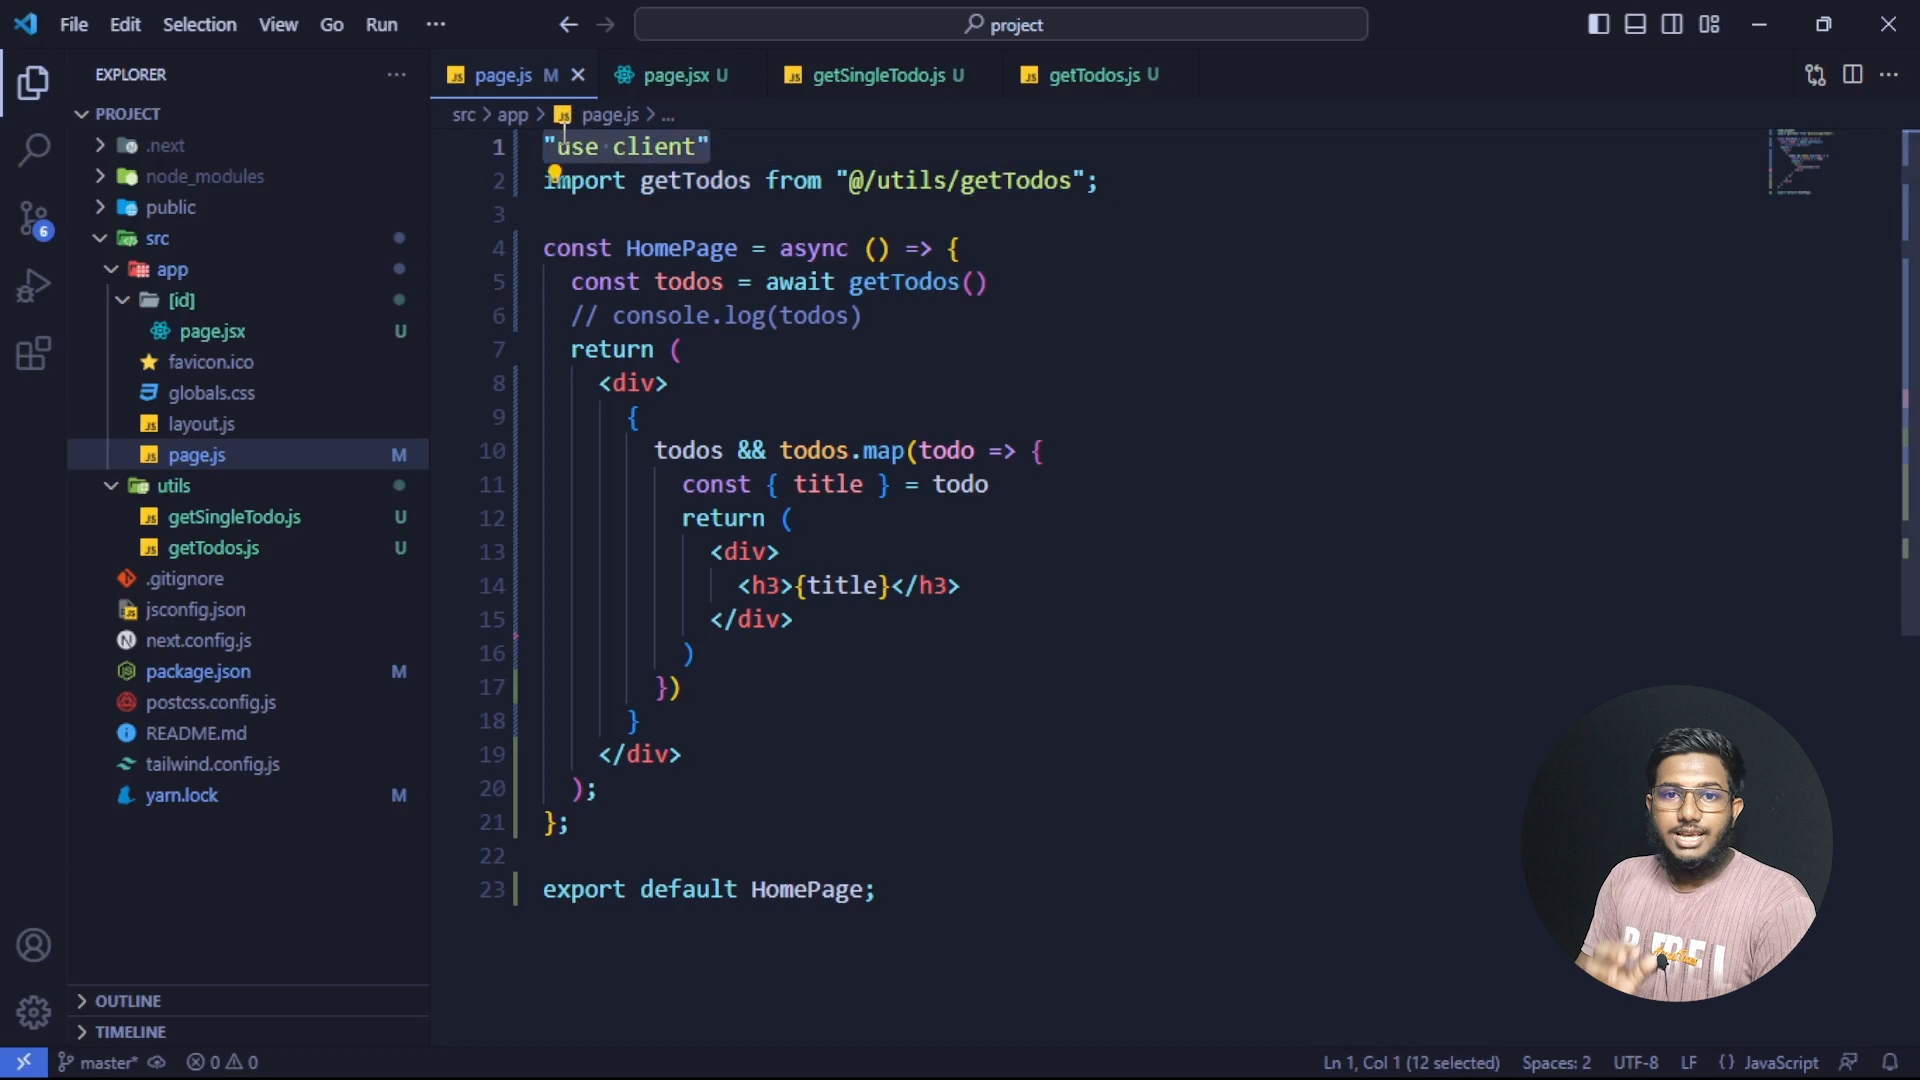 File Edit Selection View Go Run ···
project
EXPLORER ···
page.js M
page.jsx U
getSingleTodo.js U
getTodos.js U
src > app > page.js > ...
PROJECT
.next
node_modules
public
src
app
[id]
page.jsx U
favicon.ico
globals.css
layout.js
page.js M
utils
getSingleTodo.js U
getTodos.js U
.gitignore
jsconfig.json
next.config.js
package.json M
postcss.config.js
README.md
tailwind.config.js
yarn.lock M
6
OUTLINE
TIMELINE
1 "use client"
2 import getTodos from "@/utils/getTodos";
3
4 const HomePage = async () => {
5 const todos = await getTodos()
6 // console.log(todos)
7 return (
8 <div>
9 {
10 todos && todos.map(todo => {
11 const { title } = todo
12 return (
13 <div>
14 <h3>{title}</h3>
15 </div>
16 )
17 })
18 }
19 </div>
20 );
21 };
22
23 export default HomePage;
master* 0 0
Ln 1, Col 1 (12 selected) Spaces: 2 UTF-8 LF {} JavaScript